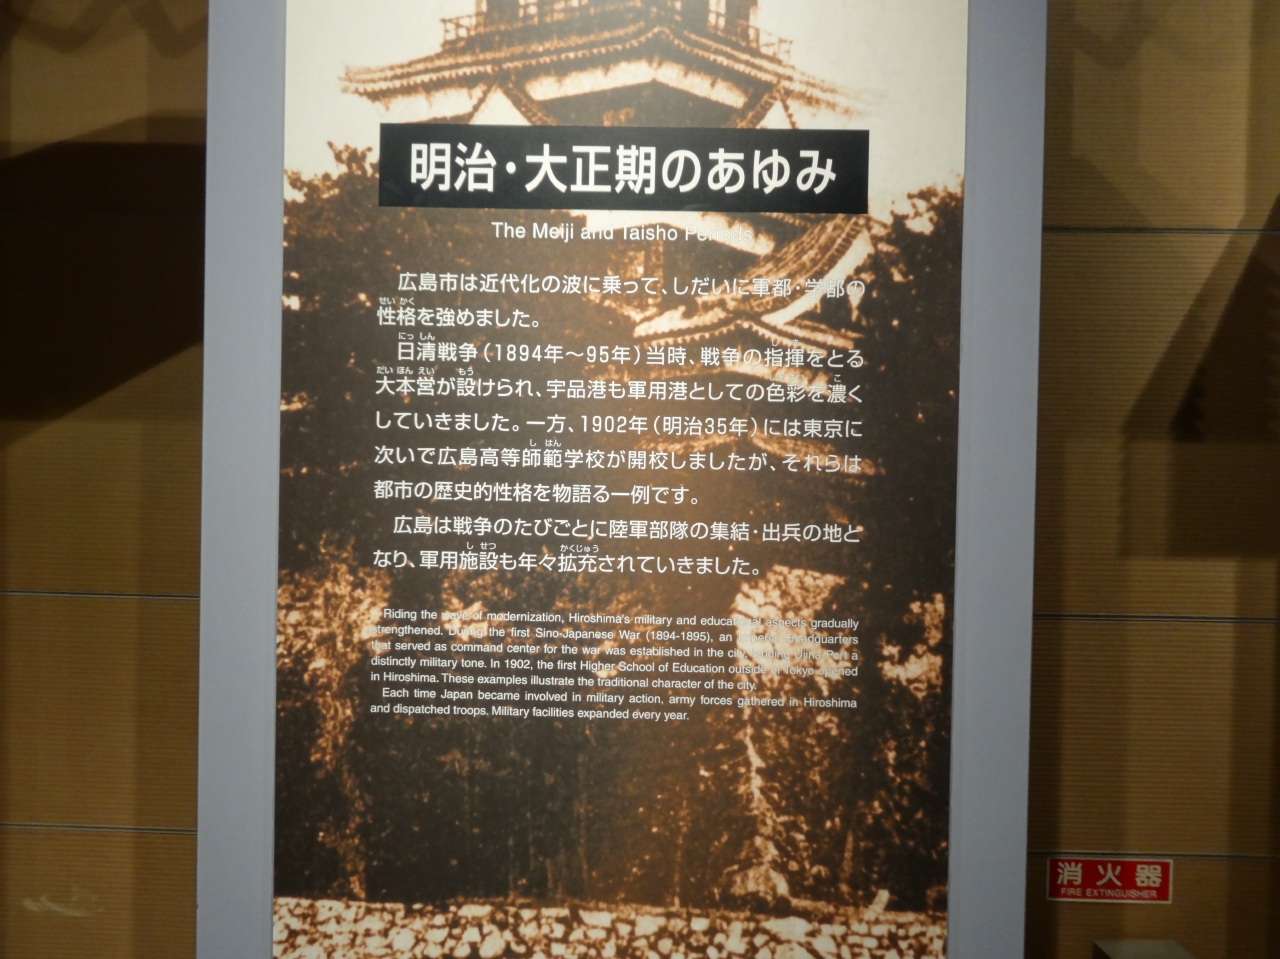 明治・大正期のあゆみ
The Meiji and Taisho Periods
広島市は近代化の波に乗って、しだいに軍都・学都の
せい かく
性格を強めました。
にっ しん
日清戦争（1894年〜95年）当時、戦争の指揮をとる
だい ほん えい もう こ
大本営が設けられ、宇品港も軍用港としての色彩を濃く
していきました。一方、1902年（明治35年）には東京に
し はん
次いで広島高等師範学校が開校しましたが、それらは
都市の歴史的性格を物語る一例です。
広島は戦争のたびごとに陸軍部隊の集結・出兵の地と
し せつ かくじゅう
なり、軍用施設も年々拡充されていきました。
Riding the wave of modernization, Hiroshima's military and educational aspects gradually
strengthened. During the first Sino-Japanese War (1894-1895), an Imperial Headquarters
that served as command center for the war was established in the city, lending Ujina Port a
distinctly military tone. In 1902, the first Higher School of Education outside of Tokyo opened
in Hiroshima. These examples illustrate the traditional character of the city.
Each time Japan became involved in military action, army forces gathered in Hiroshima
and dispatched troops. Military facilities expanded every year.
消火器
FIRE EXTINGUISHER